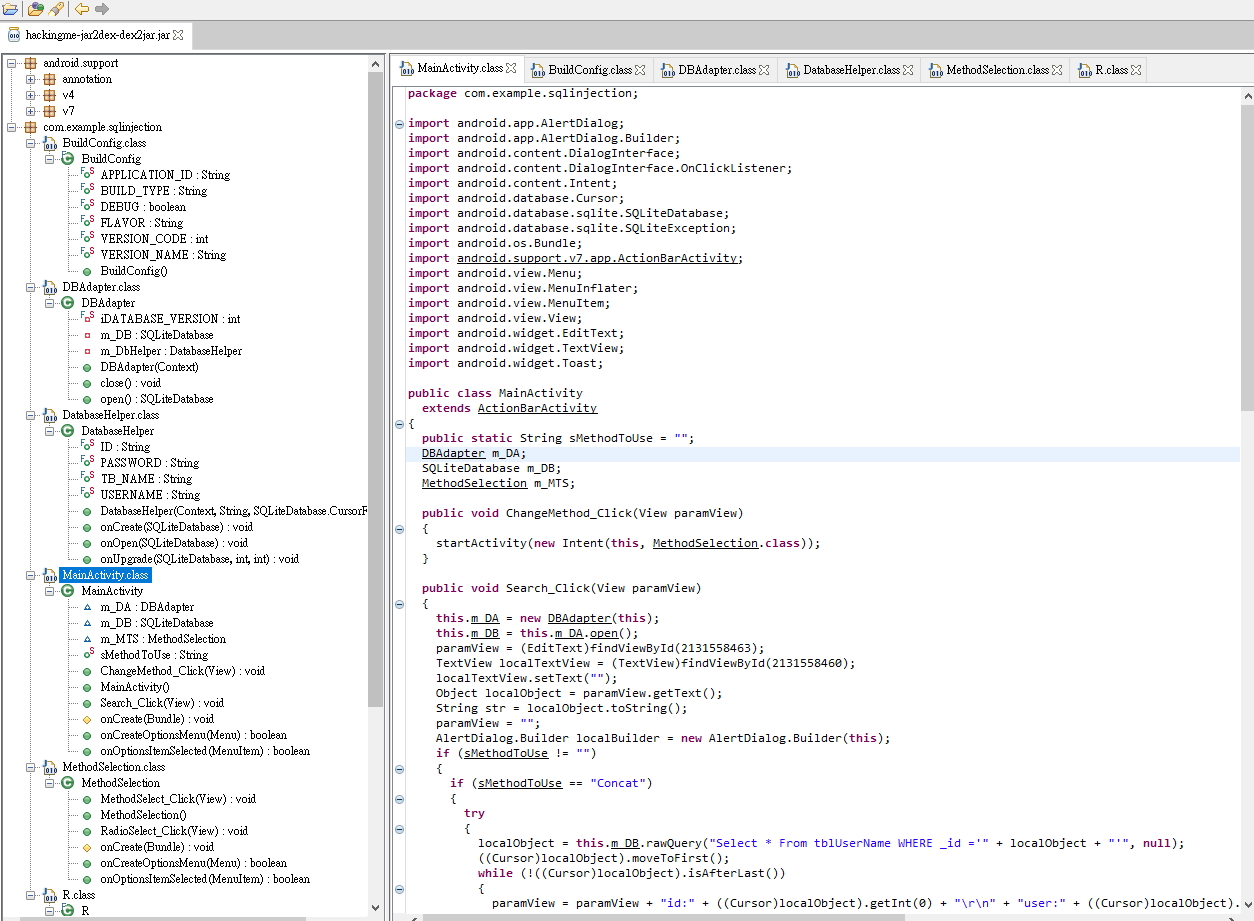 hackingme-jar2dex-dex2jar.jar
android.support
annotation
v4
v7
com.example.sqlinjection
BuildConfig.class
BuildConfig
APPLICATION_ID : String
BUILD_TYPE : String
DEBUG : boolean
FLAVOR : String
VERSION_CODE : int
VERSION_NAME : String
BuildConfig()
DBAdapter.class
DBAdapter
iDATABASE_VERSION : int
m_DB : SQLiteDatabase
m_DbHelper : DatabaseHelper
DBAdapter(Context)
close() : void
open() : SQLiteDatabase
DatabaseHelper.class
DatabaseHelper
ID : String
PASSWORD : String
TB_NAME : String
USERNAME : String
DatabaseHelper(Context, String, SQLiteDatabase.CursorF
onCreate(SQLiteDatabase) : void
onOpen(SQLiteDatabase) : void
onUpgrade(SQLiteDatabase, int, int) : void
MainActivity.class
MainActivity
m_DA : DBAdapter
m_DB : SQLiteDatabase
m_MTS : MethodSelection
sMethodToUse : String
ChangeMethod_Click(View) : void
MainActivity()
Search_Click(View) : void
onCreate(Bundle) : void
onCreateOptionsMenu(Menu) : boolean
onOptionsItemSelected(MenuItem) : boolean
MethodSelection.class
MethodSelection
MethodSelect_Click(View) : void
MethodSelection()
RadioSelect_Click(View) : void
onCreate(Bundle) : void
onCreateOptionsMenu(Menu) : boolean
onOptionsItemSelected(MenuItem) : boolean
R.class
R
MainActivity.class BuildConfig.class DBAdapter.class DatabaseHelper.class MethodSelection.class R.class
package com.example.sqlinjection;
import android.app.AlertDialog;
import android.app.AlertDialog.Builder;
import android.content.DialogInterface;
import android.content.DialogInterface.OnClickListener;
import android.content.Intent;
import android.database.Cursor;
import android.database.sqlite.SQLiteDatabase;
import android.database.sqlite.SQLiteException;
import android.os.Bundle;
import android.support.v7.app.ActionBarActivity;
import android.view.Menu;
import android.view.MenuInflater;
import android.view.MenuItem;
import android.view.View;
import android.widget.EditText;
import android.widget.TextView;
import android.widget.Toast;
public class MainActivity
extends ActionBarActivity
{
public static String sMethodToUse = "";
DBAdapter m_DA;
SQLiteDatabase m_DB;
MethodSelection m_MTS;
public void ChangeMethod_Click(View paramView)
{
startActivity(new Intent(this, MethodSelection.class));
}
public void Search_Click(View paramView)
{
this.m_DA = new DBAdapter(this);
this.m_DB = this.m_DA.open();
paramView = (EditText)findViewById(2131558463);
TextView localTextView = (TextView)findViewById(2131558460);
localTextView.setText("");
Object localObject = paramView.getText();
String str = localObject.toString();
paramView = "";
AlertDialog.Builder localBuilder = new AlertDialog.Builder(this);
if (sMethodToUse != "")
{
if (sMethodToUse == "Concat")
{
try
{
localObject = this.m_DB.rawQuery("Select * From tblUserName WHERE _id ='" + localObject + "'", null);
((Cursor)localObject).moveToFirst();
while (!((Cursor)localObject).isAfterLast())
{
paramView = paramView + "id:" + ((Cursor)localObject).getInt(0) + "\r\n" + "user:" + ((Cursor)localObject).